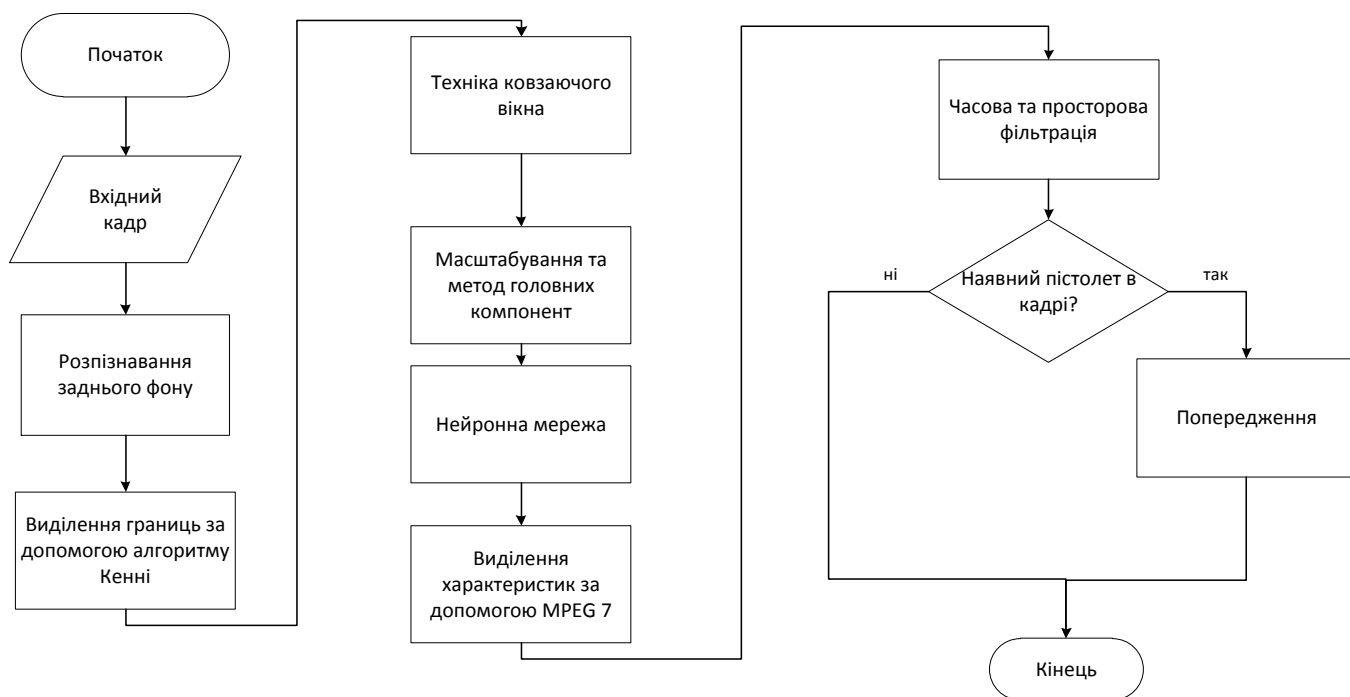 Початок
Вхідний
кадр
Розпізнавання
заднього фону
Виділення границь за
допомогою алгоритму
Кенні
Техніка ковзаючого
вікна
Масштабування та
метод головних
компонент
Нейронна мережа
Виділення
характеристик за
допомогою MPEG 7
Часова та просторова
фільтрація
Наявний пістолет в
кадрі?
ні
так
Попередження
Кінець